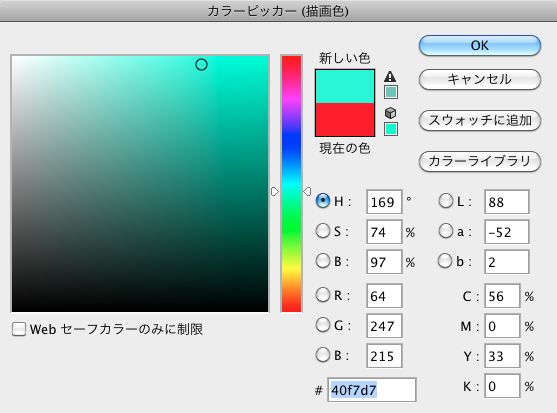 カラーピッカー (描画色)
新しい色
現在の色
OK
キャンセル
スウォッチに追加
カラーライブラリ
H : 169 °
S : 74 %
B : 97 %
R : 64
G : 247
B : 215
# 40f7d7
L : 88
a : -52
b : 2
C : 56 %
M : 0 %
Y : 33 %
K : 0 %
Web セーフカラーのみに制限